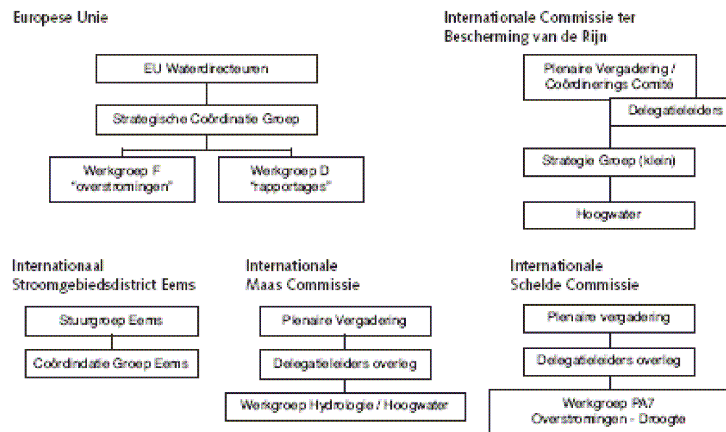 Europese Unie
EU Waterdirecteuren
Strategische Coördinatie Groep
Werkgroep F
"overstromingen"
Werkgroep D
"rapportages"
Internationale Commissie ter
Bescherming van de Rijn
Plenaire Vergadering /
Coördinerings Comité
Delegatieleiders
Strategie Groep (klein)
Hoogwater
Internationaal
Stroomgebiedsdistrict Eems
Stuurgroep Eems
Coördindatie Groep Eems
Internationale
Maas Commissie
Plenaire Vergadering
Delegatieleiders overleg
Werkgroep Hydrologie / Hoogwater
Internationale
Schelde Commissie
Plenaire vergadering
Delegatieleiders overleg
Werkgroep PA7
Overstromingen - Droogte